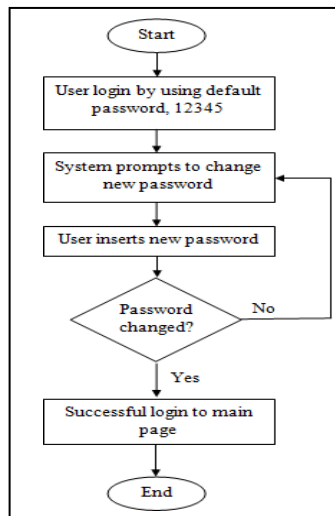 Start
User login by using default
password, 12345
System prompts to change
new password
User inserts new password
Password
changed?
No
Yes
Successful login to main
page
End